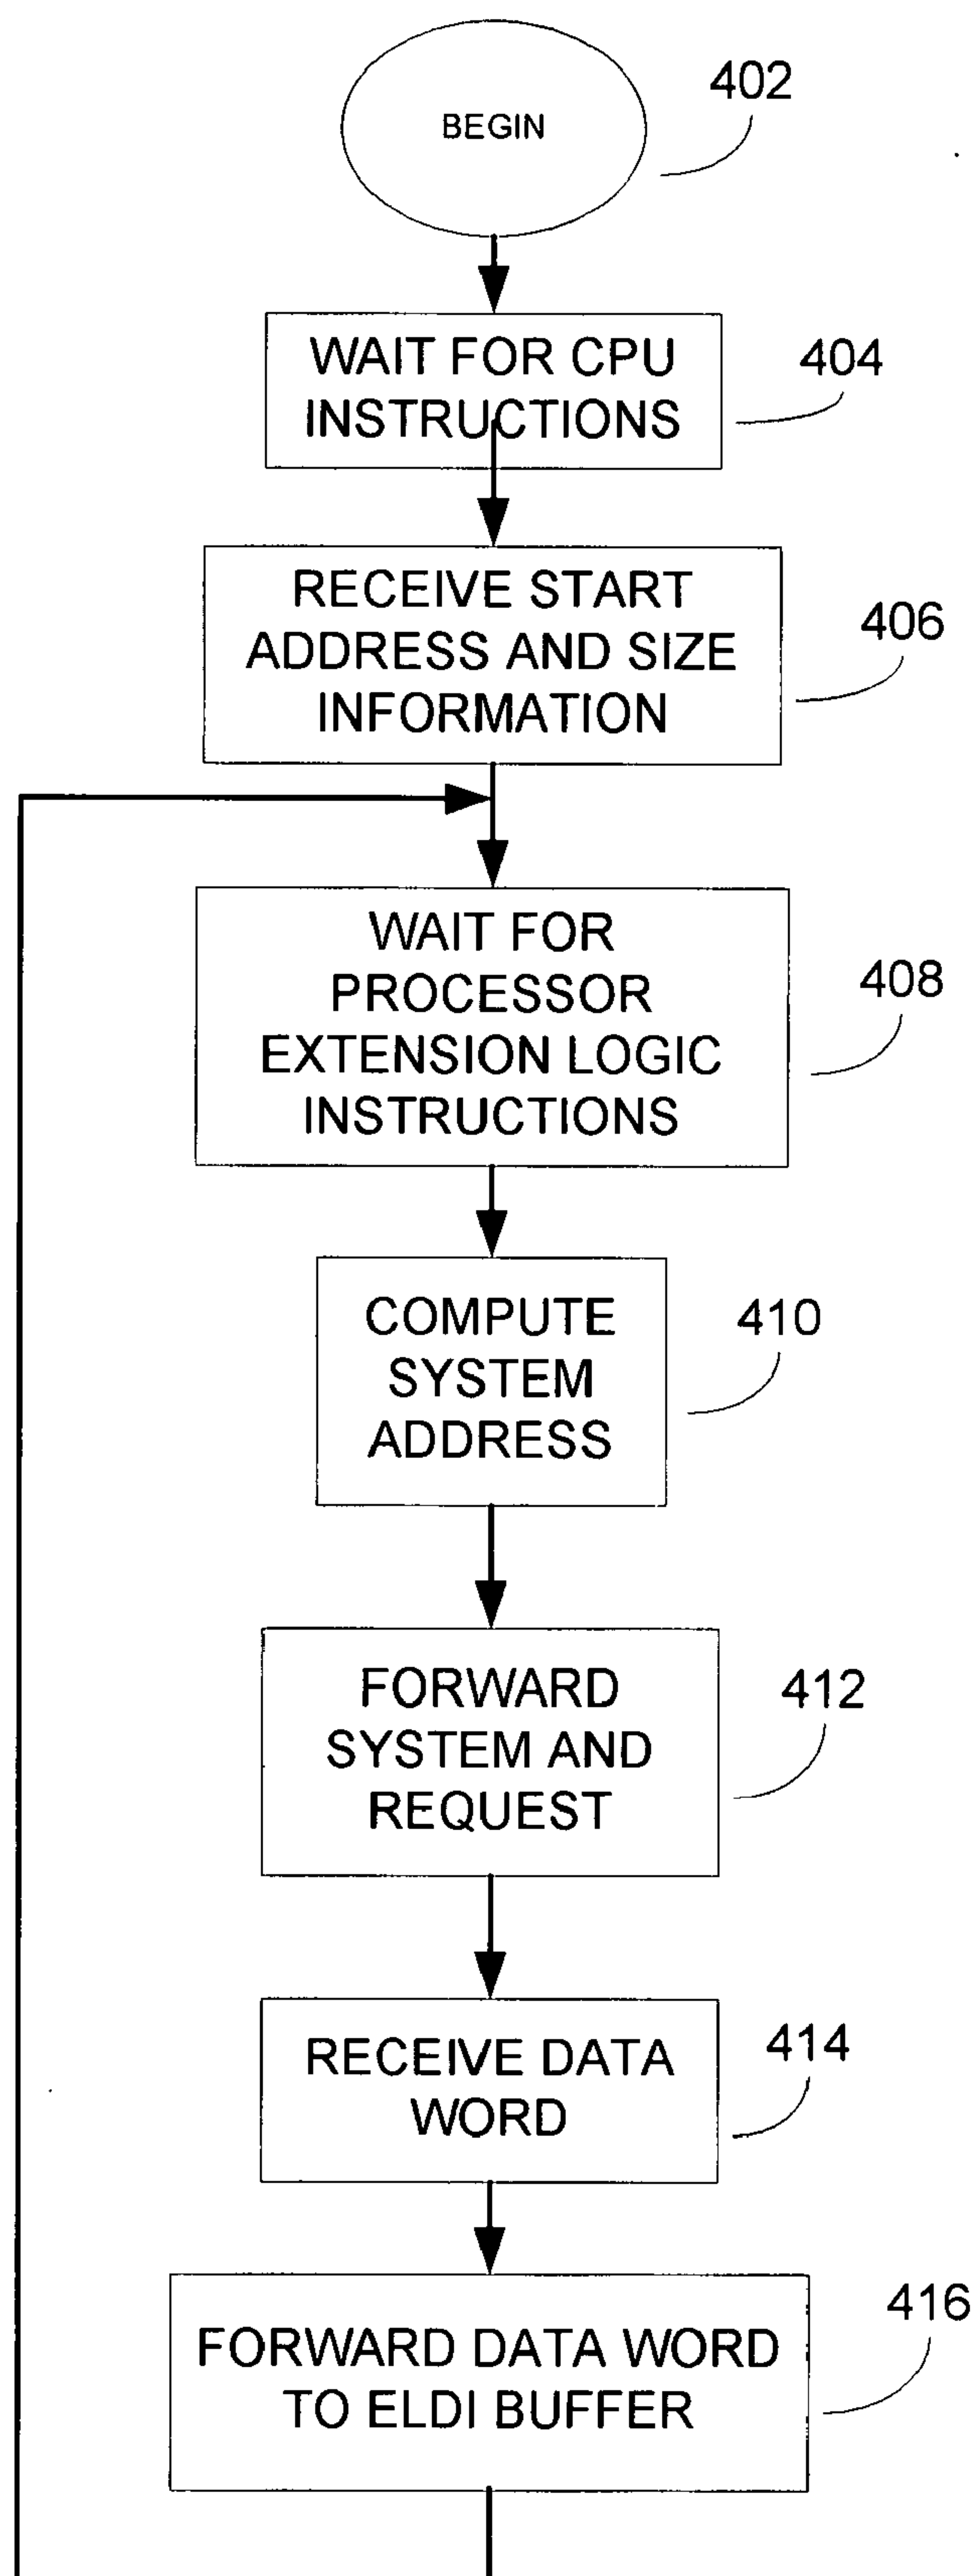 BEGIN
402
WAIT FOR CPU
INSTRUCTIONS
404
RECEIVE START
ADDRESS AND SIZE
INFORMATION
406
WAIT FOR
PROCESSOR
EXTENSION LOGIC
INSTRUCTIONS
408
COMPUTE
SYSTEM
ADDRESS
410
FORWARD
SYSTEM AND
REQUEST
412
RECEIVE DATA
WORD
414
FORWARD DATA WORD
TO ELDI BUFFER
416